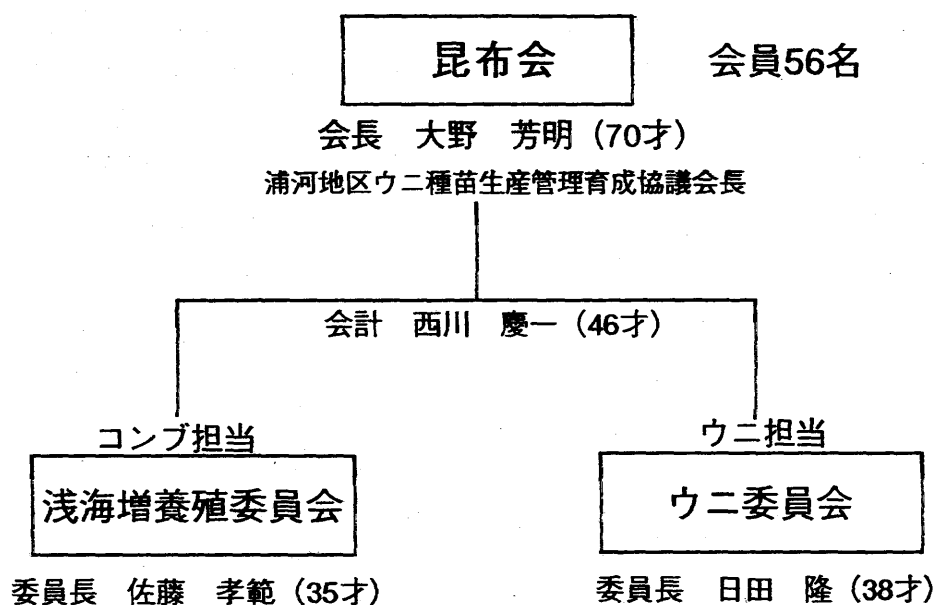 昆布会　会員56名
会長　大野　芳明（70才）
浦河地区ウニ種苗生産管理育成協議会長
会計　西川　慶一（46才）
コンブ担当
浅海増養殖委員会
委員長　佐藤　孝範（35才）
ウニ担当
ウニ委員会
委員長　日田　隆（38才）